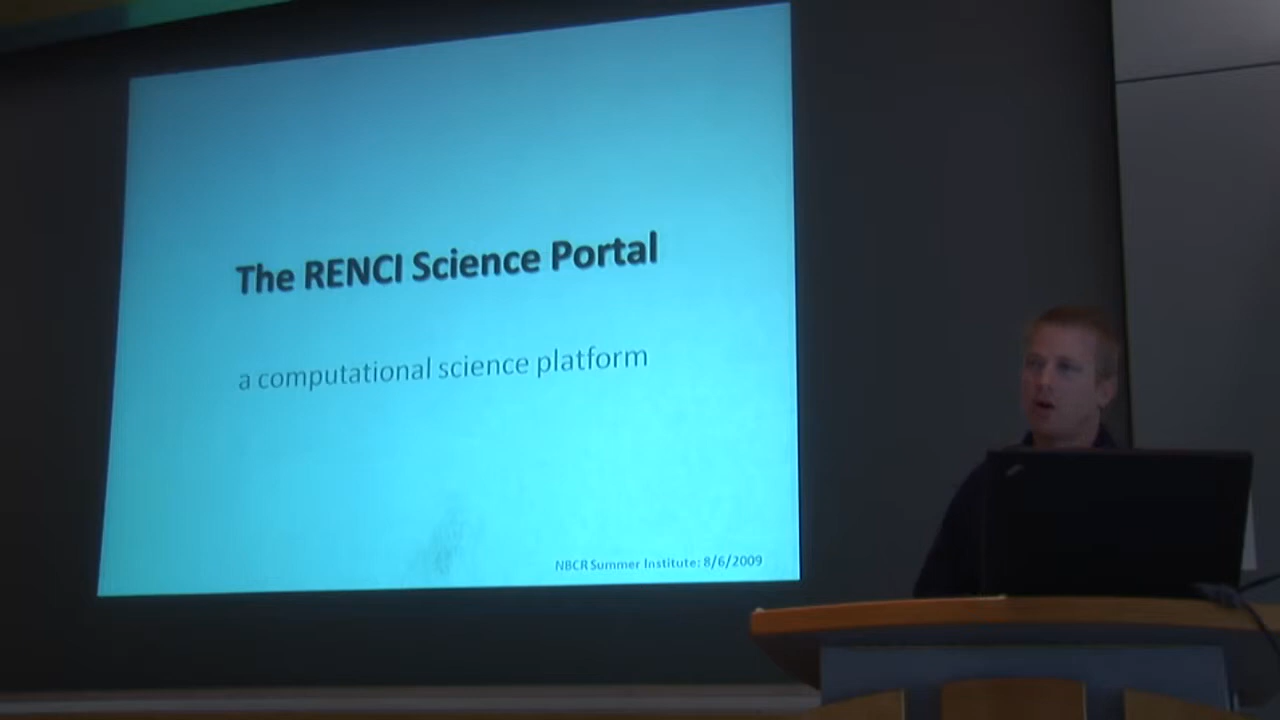 The RENCI Science Portal
a computational science platform
NBCR Summer Institute: 8/6/2009